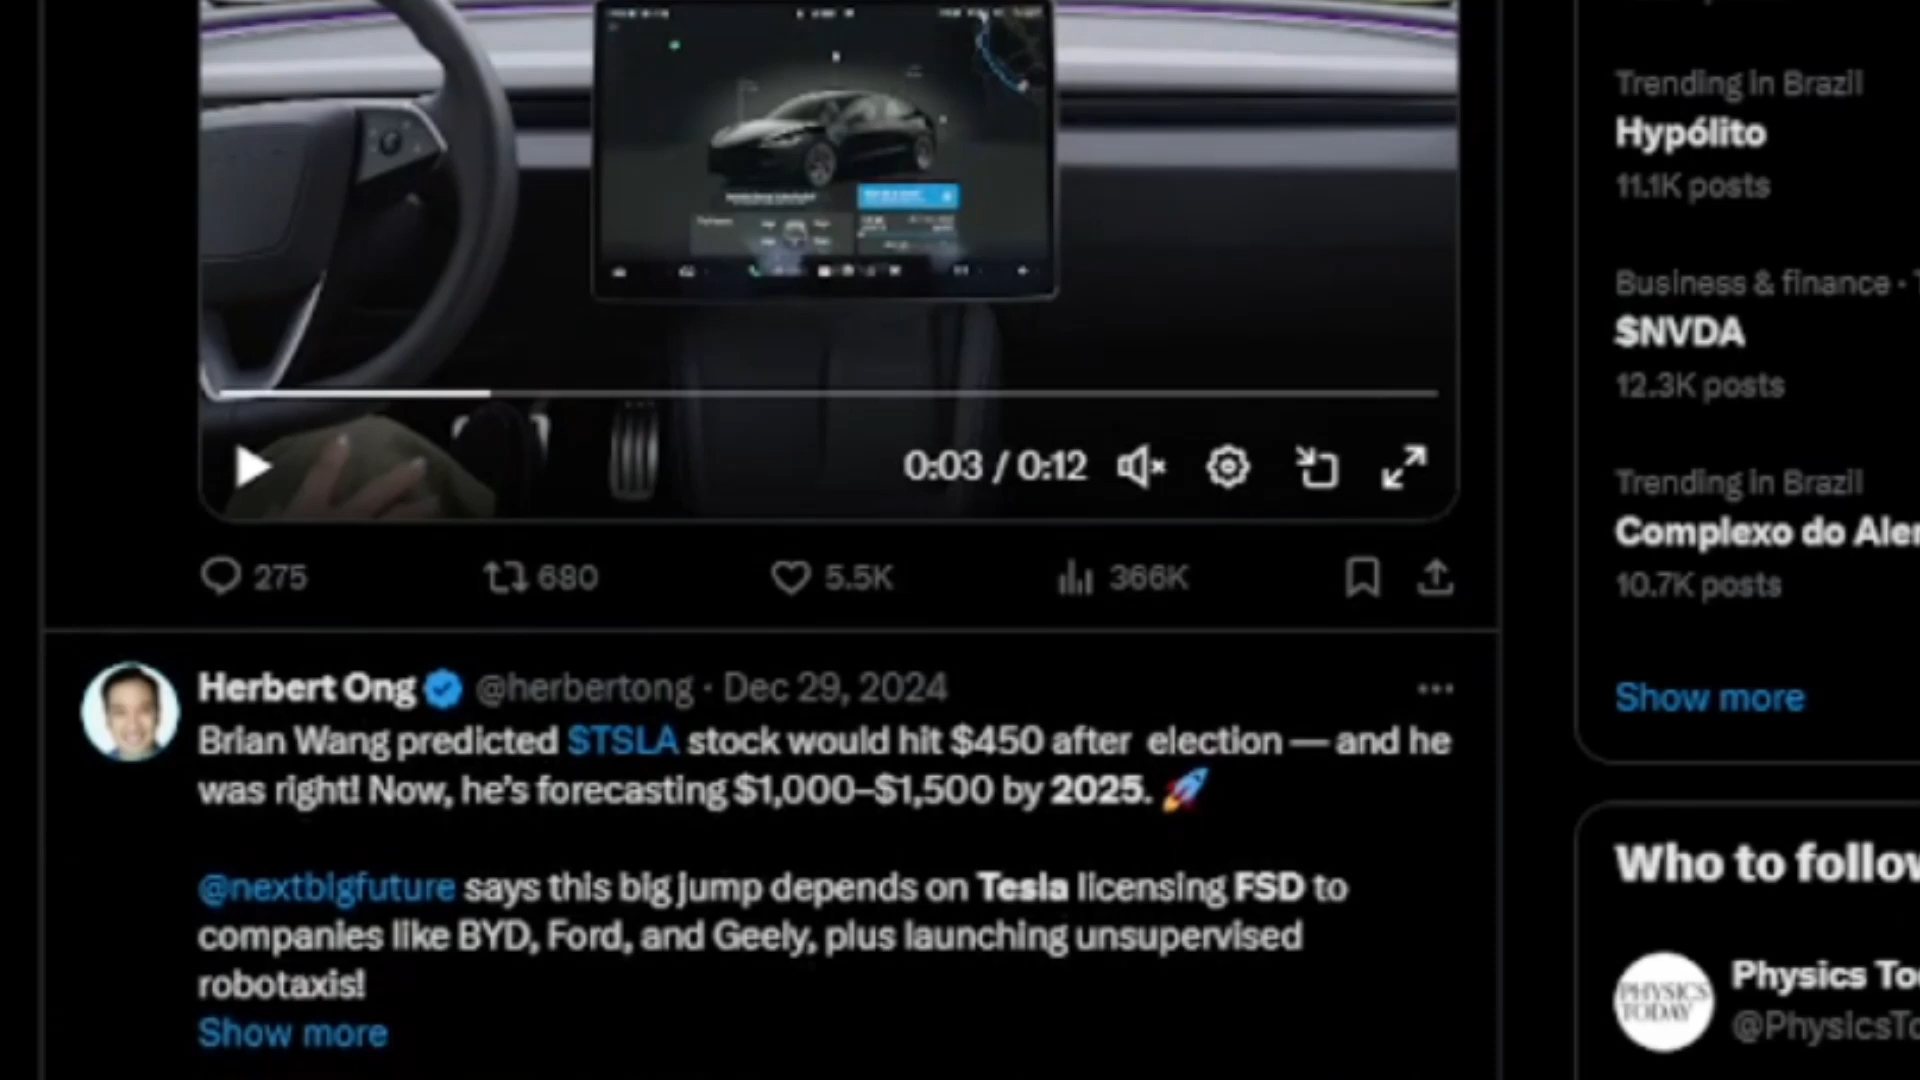 0:03 / 0:12
275 680 5.5K 366K
Herbert Ong @herbertong · Dec 29, 2024
Brian Wang predicted $TSLA stock would hit $450 after election — and he
was right! Now, he's forecasting $1,000–$1,500 by 2025. 🚀
@nextbigfuture says this big jump depends on Tesla licensing FSD to
companies like BYD, Ford, and Geely, plus launching unsupervised
robotaxis!
Show more
Trending in Brazil
Hypólito
11.1K posts
Business & finance ·
$NVDA
12.3K posts
Trending in Brazil
Complexo do
10.7K posts
Show more
Who to
Physics
PHYSICS
TODAY